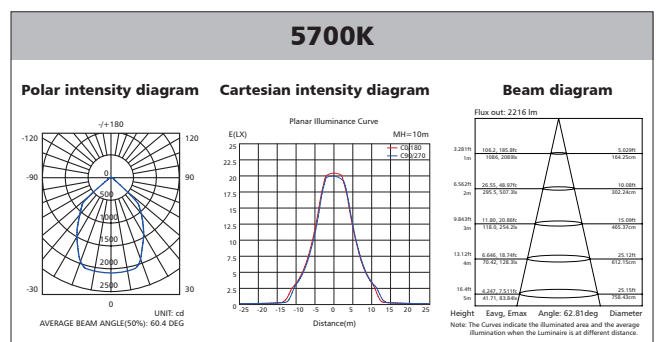 5700K
Polar intensity diagram
Cartesian intensity diagram
Beam diagram
-/+180
-120
120
-90
90
0
500
1000
1500
2000
2500
-30
30
0
UNIT: cd
AVERAGE BEAM ANGLE(50%): 60.4 DEG
Planar Illuminance Curve
E(LX)
MH=10m
C0/180
C90/270
25
22.5
20
17.5
15
12.5
10
7.5
5
2.5
0
-25 -20 -15 -10 -5 0 5 10 15 20 25
Distance(m)
Flux out: 2216 lm
3.281ft 106.2, 185.8fc 5.029ft
1m 1086, 2089lx 164.25cm
6.562ft 26.55, 48.97fc 10.08ft
2m 295.5, 507.3lx 302.24cm
9.843ft 11.80, 20.86fc 15.09ft
3m 118.0, 254.2lx 465.37cm
13.12ft 6.646, 18.74fc 25.12ft
4m 70.42, 128.3lx 612.15cm
16.4ft 4.247, 7.511fc 25.15ft
5m 41.71, 83.84lx 758.43cm
Height Eavg, Emax Angle: 62.81deg Diameter
Note: The Curves indicate the illuminated area and the average
illumination when the Luminaire is at different distance.